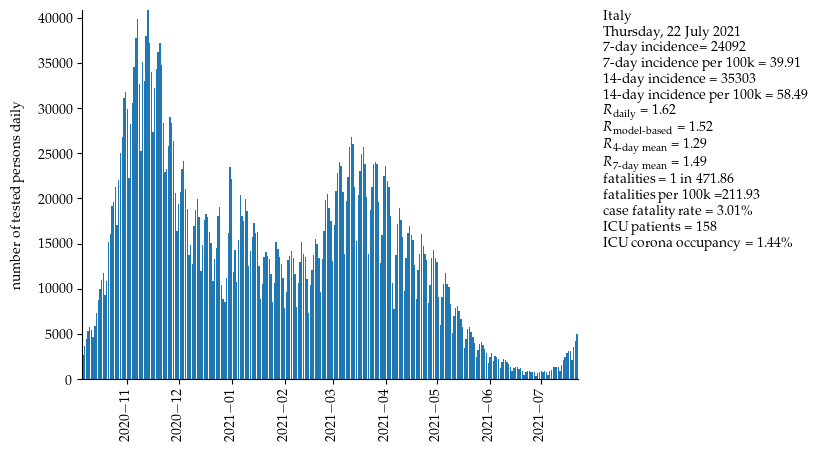 Italy
Thursday, 22 July 2021
7-day incidence= 24092
7-day incidence per 100k = 39.91
14-day incidence = 35303
14-day incidence per 100k = 58.49
R daily = 1.62
R model-based = 1.52
R 4-day mean = 1.29
R 7-day mean = 1.49
fatalities = 1 in 471.86
fatalities per 100k =211.93
case fatality rate = 3.01%
ICU patients = 158
ICU corona occupancy = 1.44%
number of tested persons daily
40000
35000
30000
25000
20000
15000
10000
5000
0
2020−11
2020−12
2021−01
2021−02
2021−03
2021−04
2021−05
2021−06
2021−07